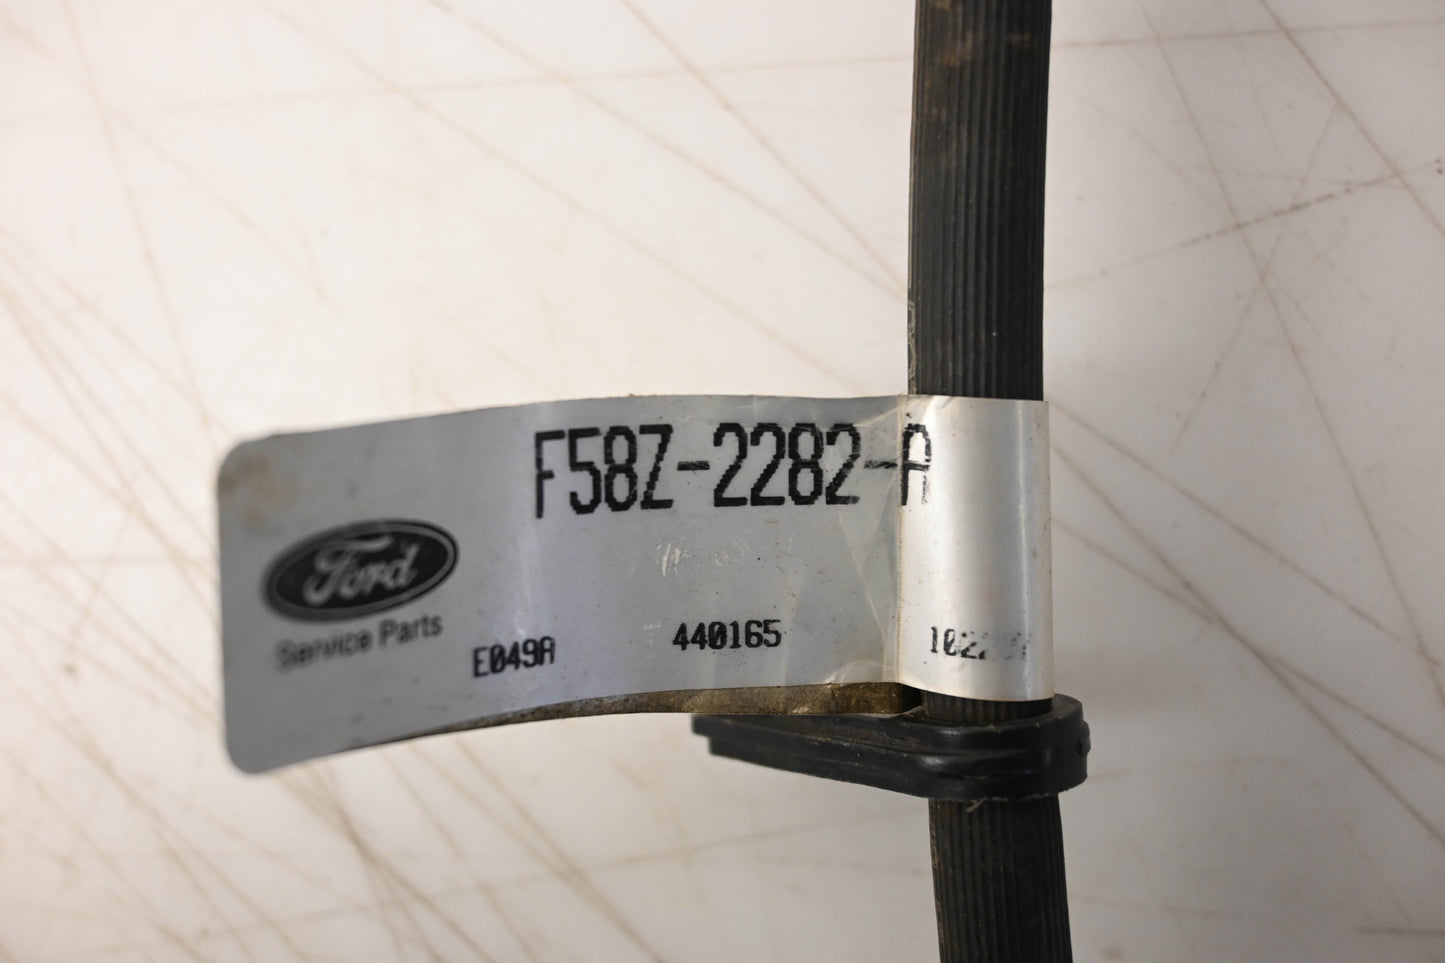 F58Z-2282-A
Ford
Service Parts
E049A 440165